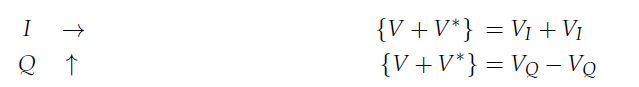 I → {V + V*} = V_I + V_I
Q ↑ {V + V*} = V_Q − V_Q